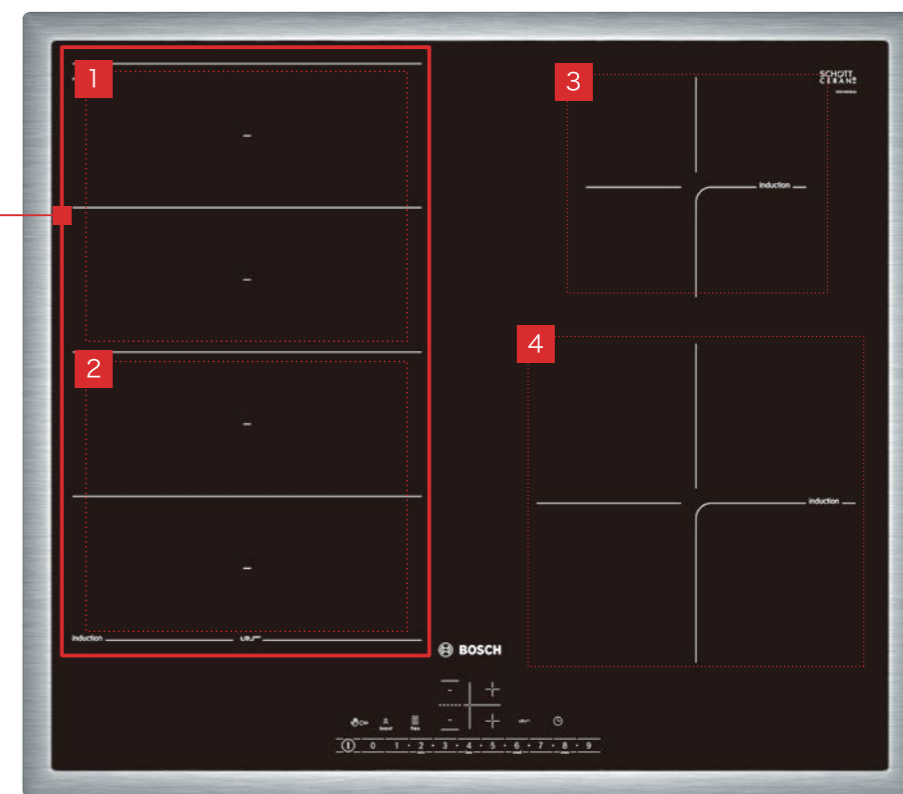 1
3
SCHOTT
CERAN®
induction
4
2
induction
induction
BOSCH
0 1 • 2 • 3 • 4 • 5 • 6 • 7 • 8 • 9